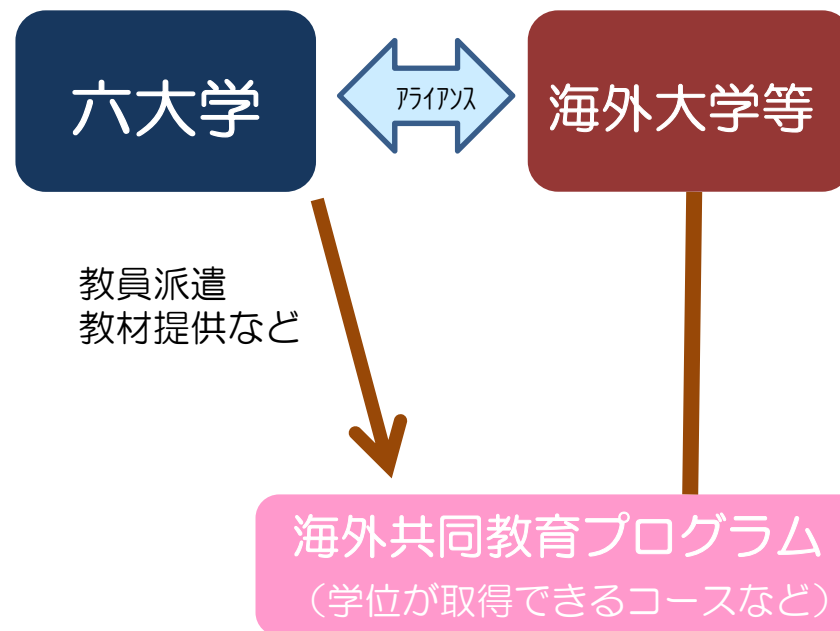 六大学
ｱﾗｲｱﾝｽ
海外大学等
教員派遣
教材提供など
海外共同教育プログラム
（学位が取得できるコースなど）